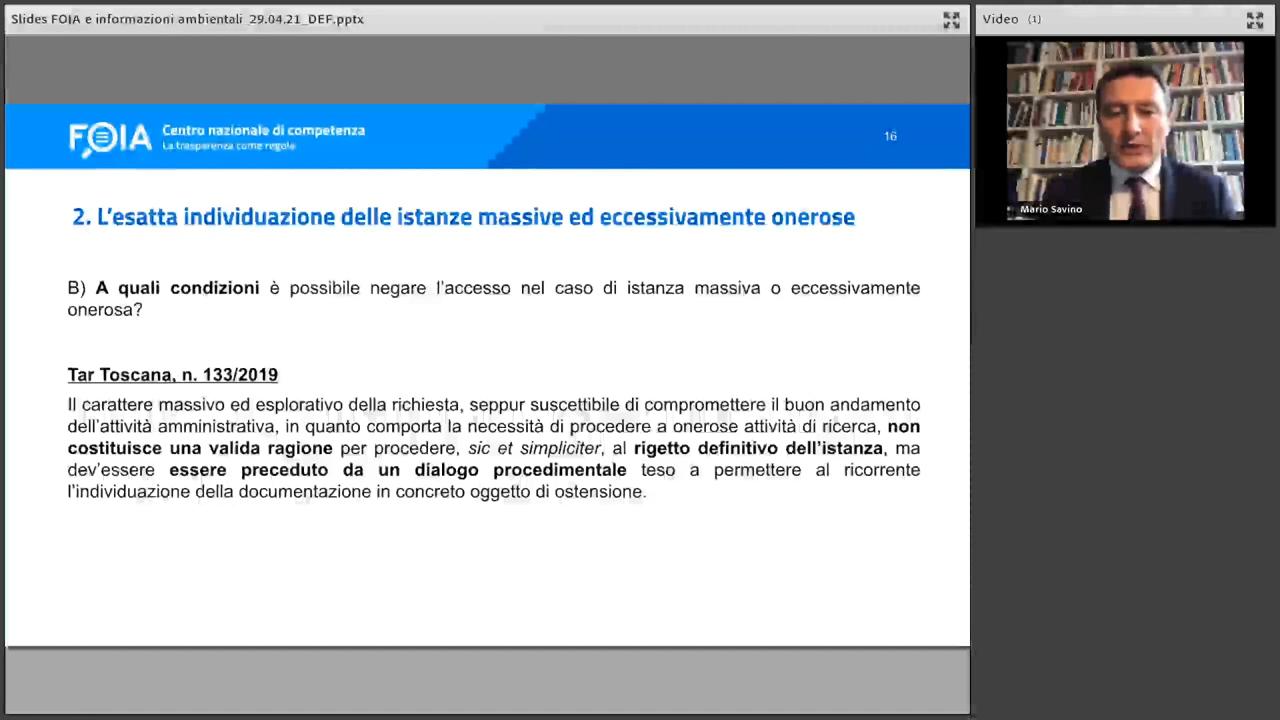 Slides FOIA e informazioni ambientali_29.04.21_DEF.pptx
Video (1)
FOIA
Centro nazionale di competenza
La trasparenza come regola
16
Mario Savino
2. L'esatta individuazione delle istanze massive ed eccessivamente onerose
B) A quali condizioni è possibile negare l'accesso nel caso di istanza massiva o eccessivamente
onerosa?
Tar Toscana, n. 133/2019
Il carattere massivo ed esplorativo della richiesta, seppur suscettibile di compromettere il buon andamento
dell'attività amministrativa, in quanto comporta la necessità di procedere a onerose attività di ricerca, non
costituisce una valida ragione per procedere, sic et simpliciter, al rigetto definitivo dell'istanza, ma
dev'essere essere preceduto da un dialogo procedimentale teso a permettere al ricorrente
l'individuazione della documentazione in concreto oggetto di ostensione.